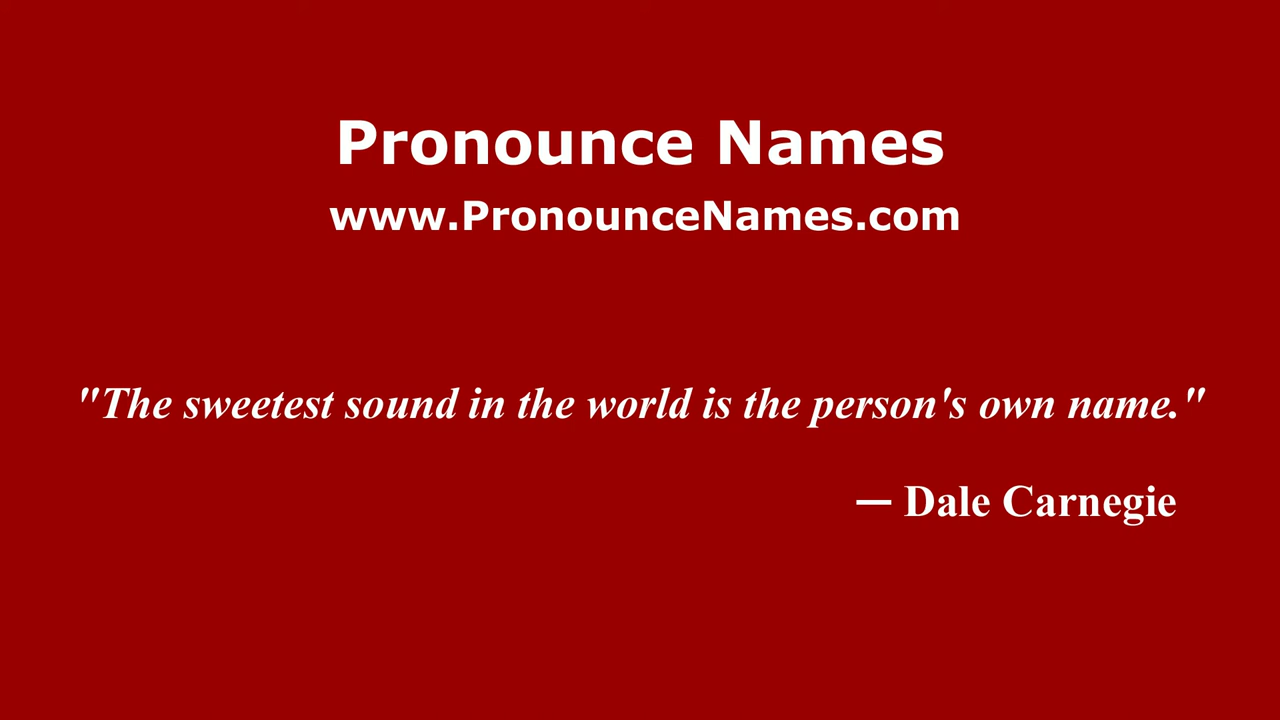 Pronounce Names
www.PronounceNames.com
"The sweetest sound in the world is the person's own name."
— Dale Carnegie